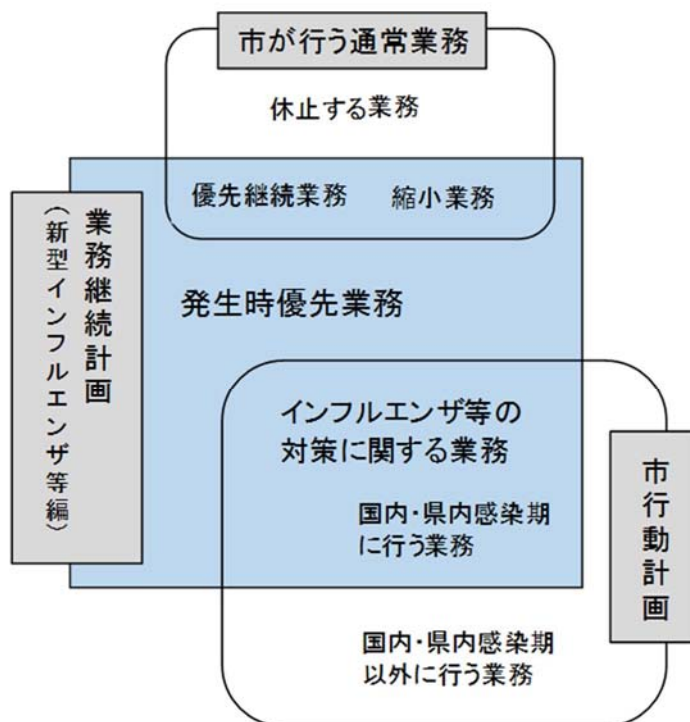 市が行う通常業務
休止する業務
優先継続業務 縮小業務
業務継続計画
（新型インフルエンザ等編）
発生時優先業務
インフルエンザ等の
対策に関する業務
国内・県内感染期
に行う業務
市行動計画
国内・県内感染期
以外に行う業務